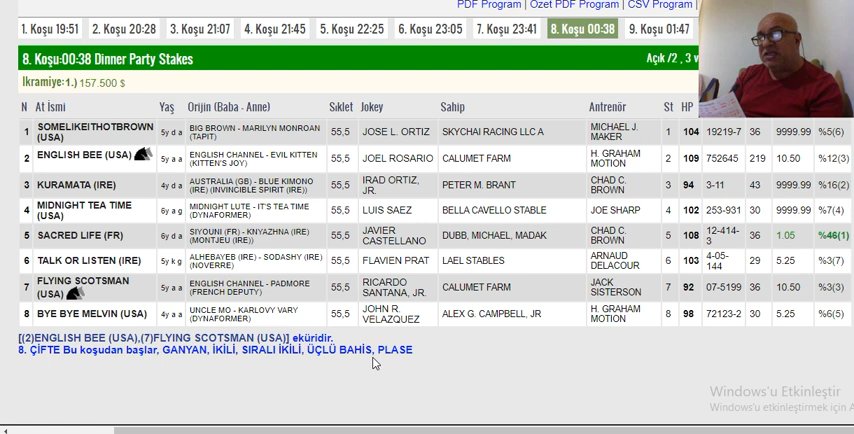 PDF Program | Özet PDF Program | CSV Program |
1. Koşu 19:51 2. Koşu 20:28 3. Koşu 21:07 4. Koşu 21:45 5. Koşu 22:25 6. Koşu 23:05 7. Koşu 23:41 8. Koşu 00:38 9. Koşu 01:47
8. Koşu:00:38 Dinner Party Stakes Açık /2 , 3 v
Ikramiye:1.) 157.500 $
N At İsmi Yaş Orijin (Baba - Anne) Sıklet Jokey Sahip Antrenör St HP
1 SOMELIKEITHOTBROWN (USA) 5y d a BIG BROWN - MARILYN MONROAN (TAPIT) 55,5 JOSE L. ORTIZ SKYCHAI RACING LLC A MICHAEL J. MAKER 1 104 19219-7 36 9999.99 %5(6)
2 ENGLISH BEE (USA) 5y a a ENGLISH CHANNEL - EVIL KITTEN (KITTEN'S JOY) 55,5 JOEL ROSARIO CALUMET FARM H. GRAHAM MOTION 2 109 752645 219 10.50 %12(3)
3 KURAMATA (IRE) 4y d a AUSTRALIA (GB) - BLUE KIMONO (IRE) (INVINCIBLE SPIRIT (IRE)) 55,5 IRAD ORTIZ, JR. PETER M. BRANT CHAD C. BROWN 3 94 3-11 43 9999.99 %16(2)
4 MIDNIGHT TEA TIME (USA) 6y a g MIDNIGHT LUTE - IT'S TEA TIME (DYNAFORMER) 55,5 LUIS SAEZ BELLA CAVELLO STABLE JOE SHARP 4 102 253-931 30 9999.99 %7(4)
5 SACRED LIFE (FR) 6y d a SIYOUNI (FR) - KNYAZHNA (IRE) (MONTJEU (IRE)) 55,5 JAVIER CASTELLANO DUBB, MICHAEL, MADAK CHAD C. BROWN 5 108 12-414-3 36 1.05 %46(1)
6 TALK OR LISTEN (IRE) 5y k g ALHEBAYEB (IRE) - SODASHY (IRE) (NOVERRE) 55,5 FLAVIEN PRAT LAEL STABLES ARNAUD DELACOUR 6 103 4-05-144 29 5.25 %3(7)
7 FLYING SCOTSMAN (USA) 5y a a ENGLISH CHANNEL - PADMORE (FRENCH DEPUTY) 55,5 RICARDO SANTANA, JR. CALUMET FARM JACK SISTERSON 7 92 07-5199 36 10.50 %3(3)
8 BYE BYE MELVIN (USA) 4y a a UNCLE MO - KARLOVY VARY (DYNAFORMER) 55,5 JOHN R. VELAZQUEZ ALEX G. CAMPBELL, JR H. GRAHAM MOTION 8 98 72123-2 30 5.25 %6(5)
[(2)ENGLISH BEE (USA),(7)FLYING SCOTSMAN (USA)] eküridir.
8. ÇİFTE Bu koşudan başlar, GANYAN, İKİLİ, SIRALI İKİLİ, ÜÇLÜ BAHİS, PLASE
Windows'u Etkinleştir
Windows'u etkinleştirmek için A